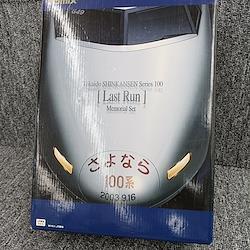 TOMIX
Tokaido SHINKANSEN Series 100
[ Last Run ]
Memorial Set
さよなら
100系
2003.9.16